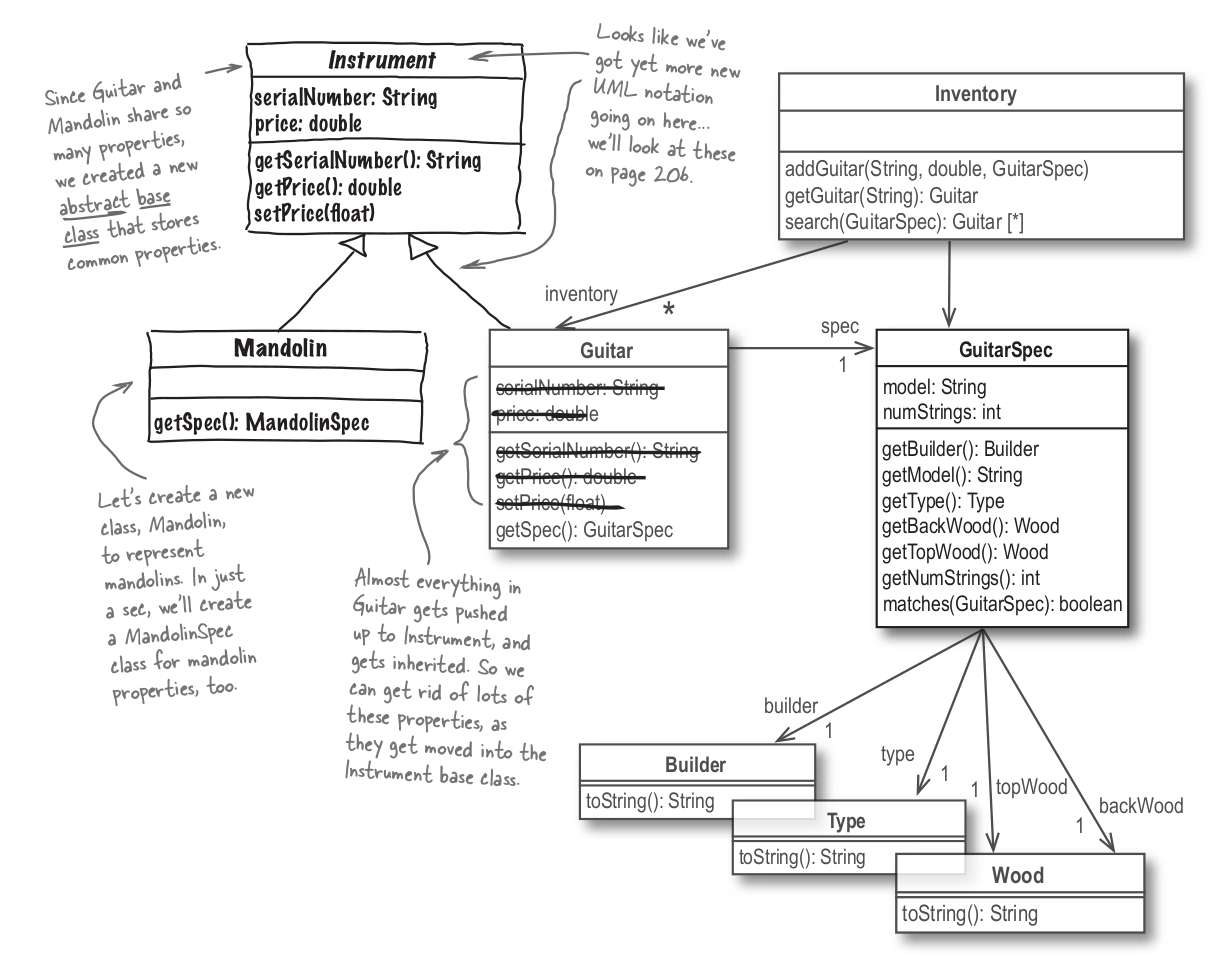 Since Guitar and
Mandolin share so
many properties,
we created a new
abstract base
class that stores
common properties.
Instrument
serialNumber: String
price: double
getSerialNumber(): String
getPrice(): double
setPrice(float)
Looks like we've
got yet more new
UML notation
going on here...
we'll look at these
on page 206.
Inventory
addGuitar(String, double, GuitarSpec)
getGuitar(String): Guitar
search(GuitarSpec): Guitar [*]
inventory
*
spec
1
Mandolin
getSpec(): MandolinSpec
Guitar
serialNumber: String
price: double
getSerialNumber(): String
getPrice(): double
setPrice(float)
getSpec(): GuitarSpec
GuitarSpec
model: String
numStrings: int
getBuilder(): Builder
getModel(): String
getType(): Type
getBackWood(): Wood
getTopWood(): Wood
getNumStrings(): int
matches(GuitarSpec): boolean
Let's create a new
class, Mandolin,
to represent
mandolins. In just
a sec, we'll create
a MandolinSpec
class for mandolin
properties, too.
Almost everything in
Guitar gets pushed
up to Instrument, and
gets inherited. So we
can get rid of lots of
these properties, as
they get moved into the
Instrument base class.
builder
1
type
1
1
topWood
1
backWood
Builder
toString(): String
Type
toString(): String
Wood
toString(): String